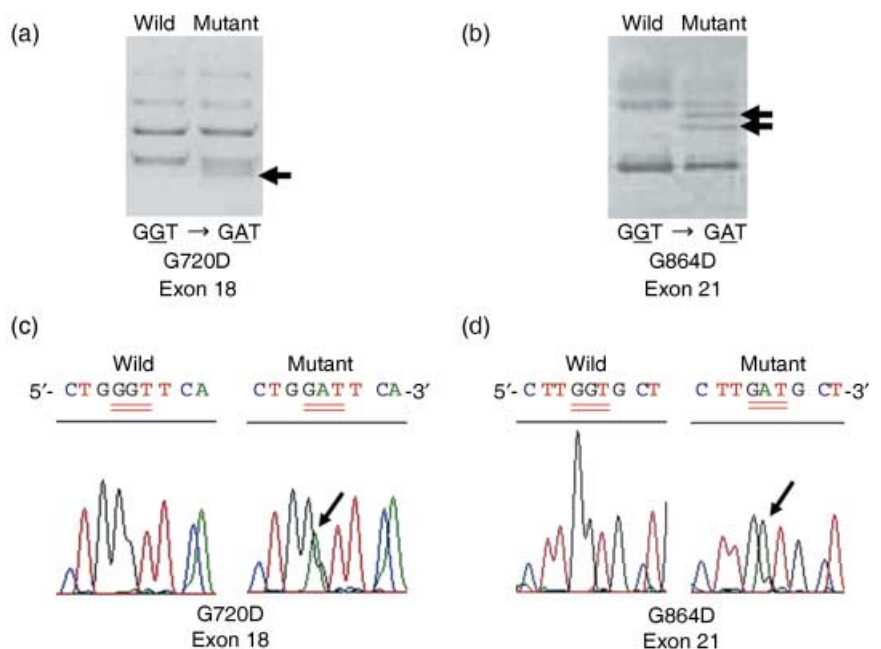 (a)
Wild Mutant
GGT → GAT
G720D
Exon 18
(b)
Wild Mutant
GGT → GAT
G864D
Exon 21
(c)
Wild Mutant
5′- CTGGGTTCA CTGGATTCA-3′
G720D
Exon 18
(d)
Wild Mutant
5′- CTTGGTGCT CTTGATGCT-3′
G864D
Exon 21